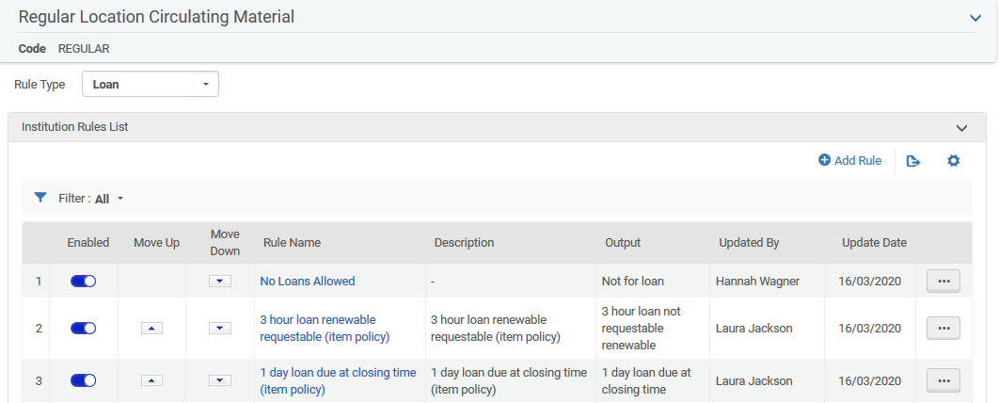 Regular Location Circulating Material
Code REGULAR
Rule Type Loan
Institution Rules List
Add Rule
Filter : All
Enabled Move Up Move Down Rule Name Description Output Updated By Update Date
1 No Loans Allowed - Not for loan Hannah Wagner 16/03/2020
2 3 hour loan renewable requestable (item policy) 3 hour loan renewable requestable (item policy) 3 hour loan not requestable renewable Laura Jackson 16/03/2020
3 1 day loan due at closing time (item policy) 1 day loan due at closing time (item policy) 1 day loan due at closing time Laura Jackson 16/03/2020